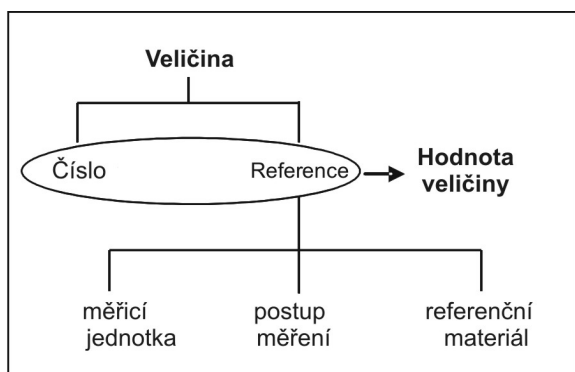 Veličina
Číslo
Reference
Hodnota
veličiny
měřicí
jednotka
postup
měření
referenční
materiál